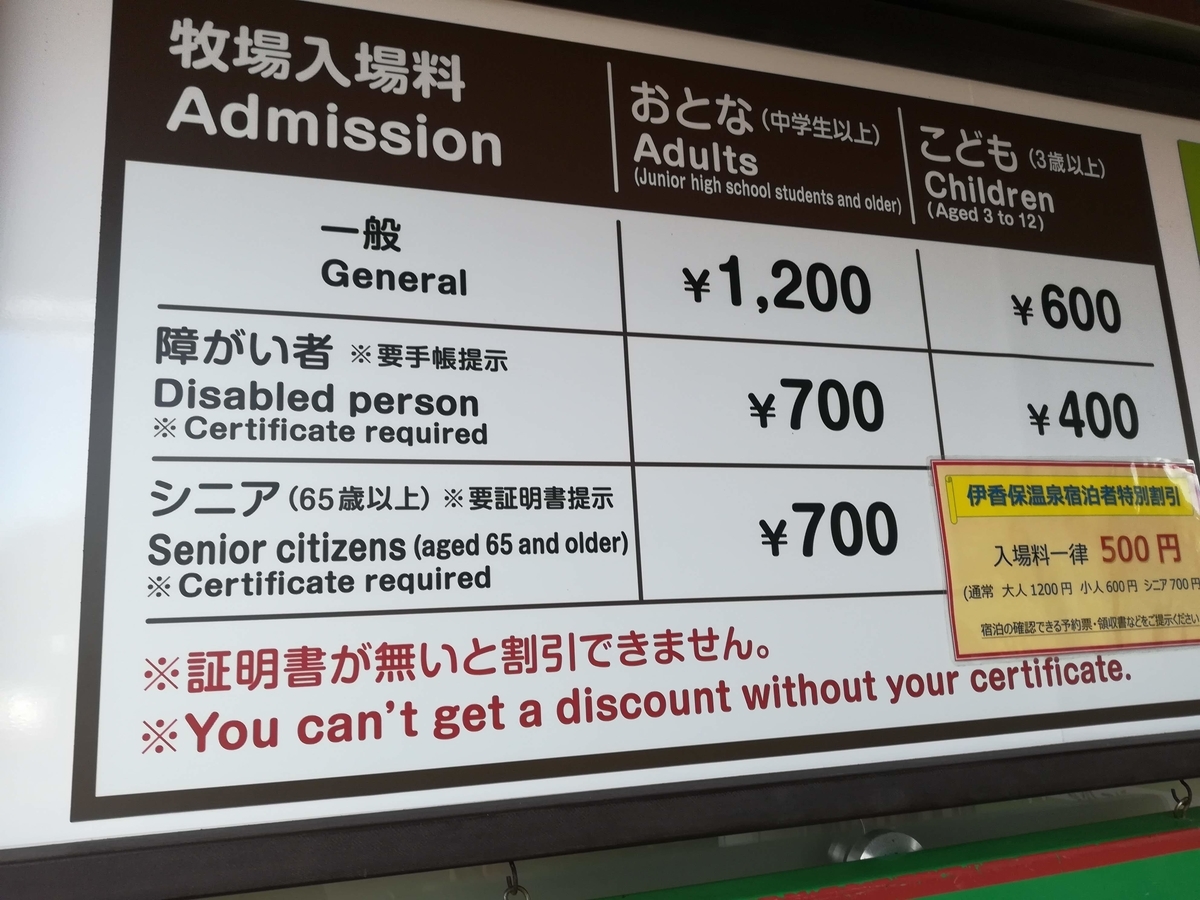 牧場入場料
Admission
おとな（中学生以上）
Adults
(Junior high school students and older)
こども（3歳以上）
Children
(Aged 3 to 12)
一般
General
¥1,200
¥600
障がい者 ※要手帳提示
Disabled person
※Certificate required
¥700
¥400
シニア（65歳以上）※要証明書提示
Senior citizens (aged 65 and older)
※Certificate required
¥700
伊香保温泉宿泊者特別割引
入場料一律 500円
(通常 大人1200円 小人600円 シニア700円
宿泊の確認できる予約票・領収書などをご提示ください
※証明書が無いと割引できません。
※You can't get a discount without your certificate.